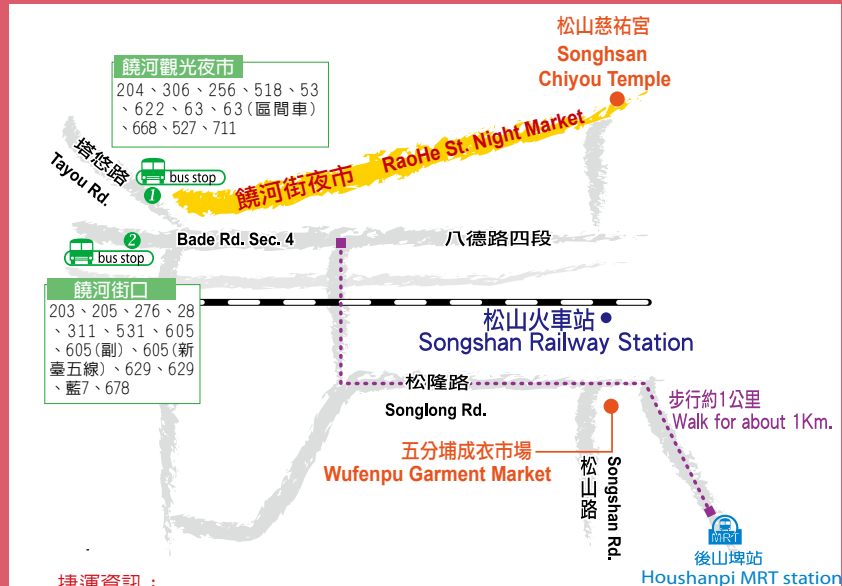 松山慈祐宮
Songhsan
Chiyou Temple
饒河觀光夜市
204、306、256、518、53
、622、63、63(區間車)
、668、527、711
塔悠路
Tayou Rd.
bus stop
1
饒河街夜市 RaoHe St. Night Market
2
bus stop
Bade Rd. Sec. 4
八德路四段
饒河街口
203、205、276、28
、311、531、605
、605(副)、605(新
臺五線)、629、629
、藍7、678
松山火車站
Songshan Railway Station
松隆路
Songlong Rd.
步行約1公里
Walk for about 1Km.
五分埔成衣市場
Wufenpu Garment Market
松山路
Songshan Rd.
MRT
後山埤站
Houshanpi MRT station
捷運資訊：